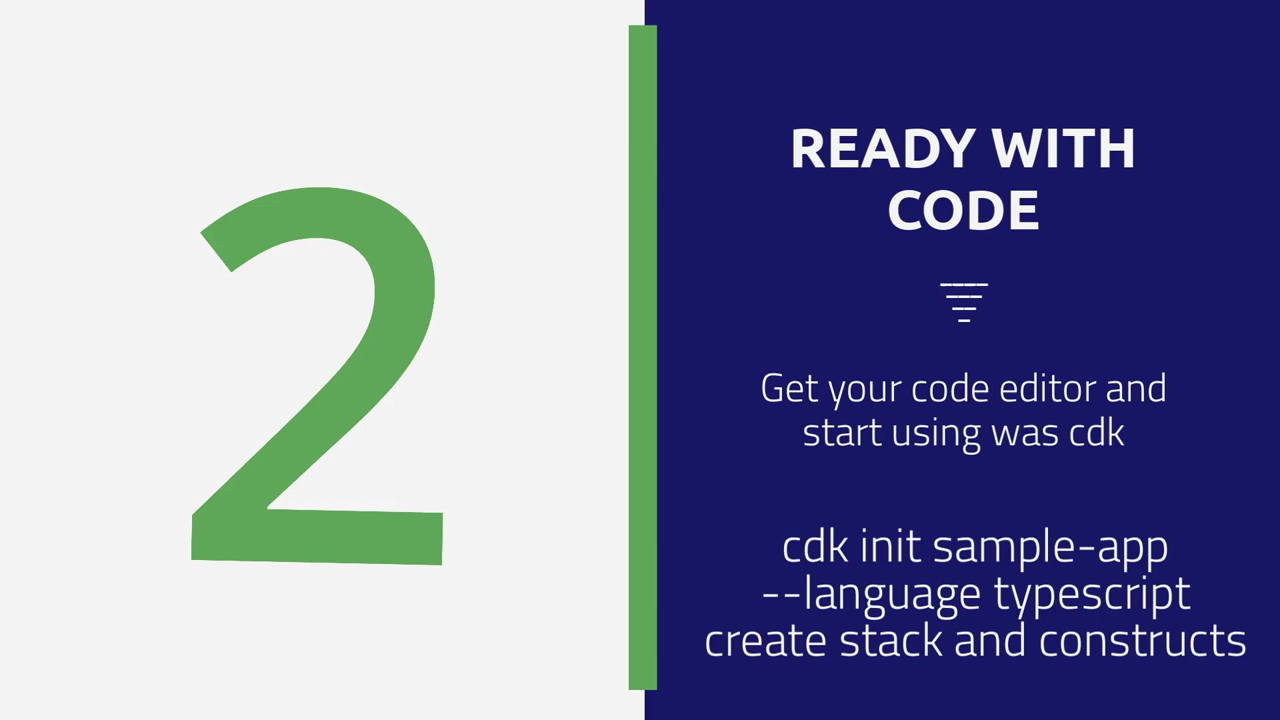 2
READY WITH
CODE
Get your code editor and
start using was cdk
cdk init sample-app
--language typescript
create stack and constructs